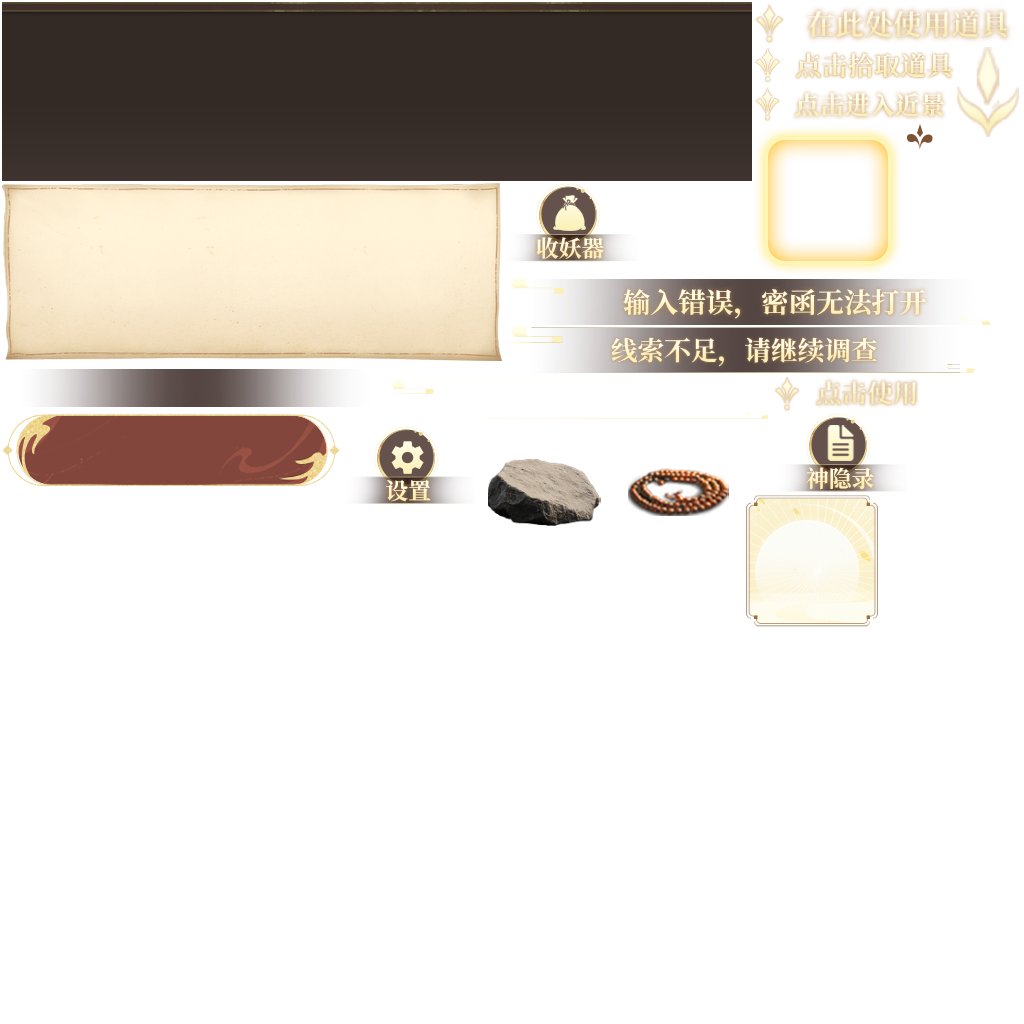 在此处使用道具
点击拾取道具
点击进入近景
收妖器
输入错误，密函无法打开
线索不足，请继续调查
点击使用
设置
神隐录